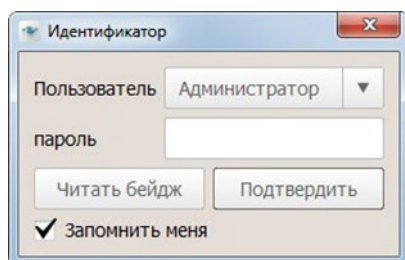 Идентификатор
Пользователь Администратор
пароль
Читать бейдж Подтвердить
Запомнить меня